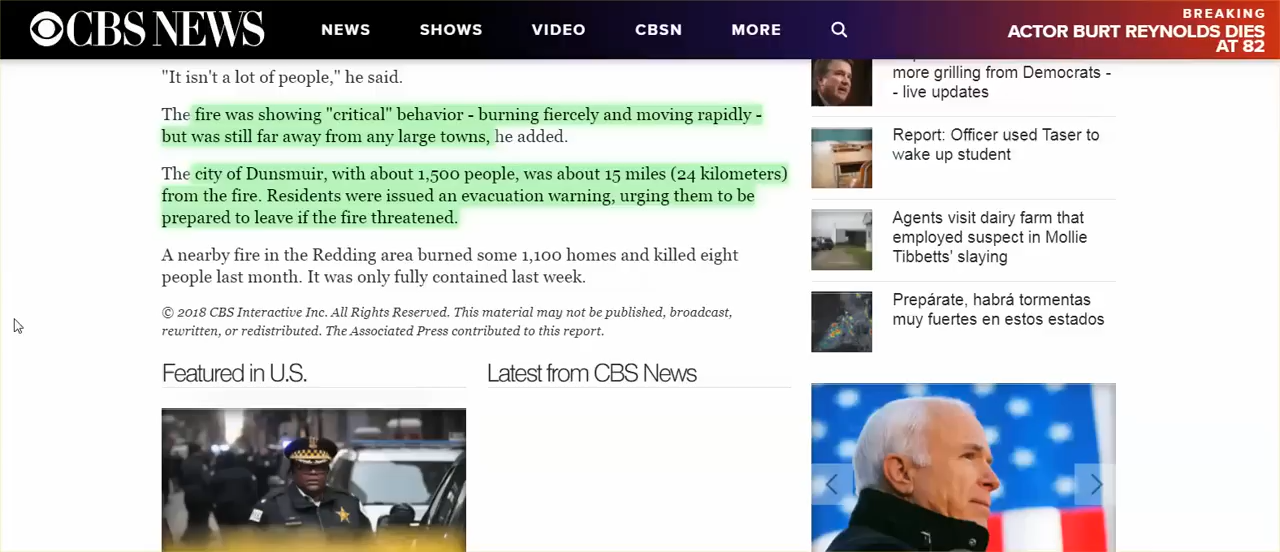 CBS NEWS
NEWS
SHOWS
VIDEO
CBSN
MORE
BREAKING
ACTOR BURT REYNOLDS DIES
AT 82
"It isn't a lot of people," he said.
The fire was showing "critical" behavior - burning fiercely and moving rapidly -
but was still far away from any large towns, he added.
The city of Dunsmuir, with about 1,500 people, was about 15 miles (24 kilometers)
from the fire. Residents were issued an evacuation warning, urging them to be
prepared to leave if the fire threatened.
A nearby fire in the Redding area burned some 1,100 homes and killed eight
people last month. It was only fully contained last week.
© 2018 CBS Interactive Inc. All Rights Reserved. This material may not be published, broadcast,
rewritten, or redistributed. The Associated Press contributed to this report.
Featured in U.S.
Latest from CBS News
more grilling from Democrats -
- live updates
Report: Officer used Taser to
wake up student
Agents visit dairy farm that
employed suspect in Mollie
Tibbetts' slaying
Prepárate, habrá tormentas
muy fuertes en estos estados